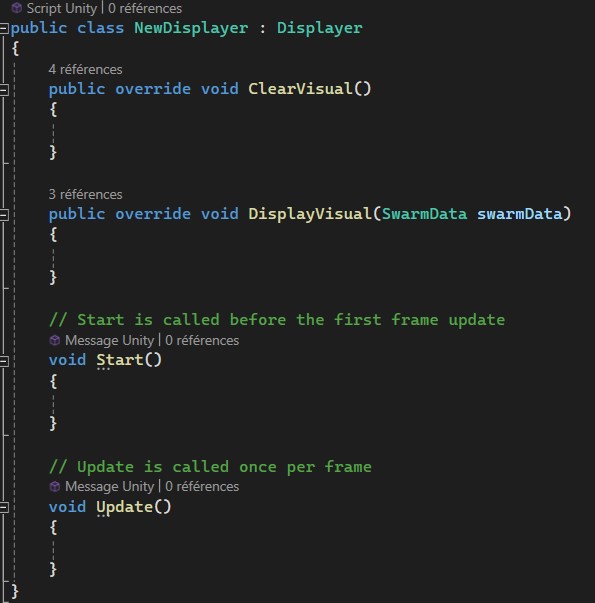 Script Unity | 0 références
public class NewDisplayer : Displayer
{
4 références
public override void ClearVisual()
{
}
3 références
public override void DisplayVisual(SwarmData swarmData)
{
}
// Start is called before the first frame update
Message Unity | 0 références
void Start()
{
}
// Update is called once per frame
Message Unity | 0 références
void Update()
{
}
}